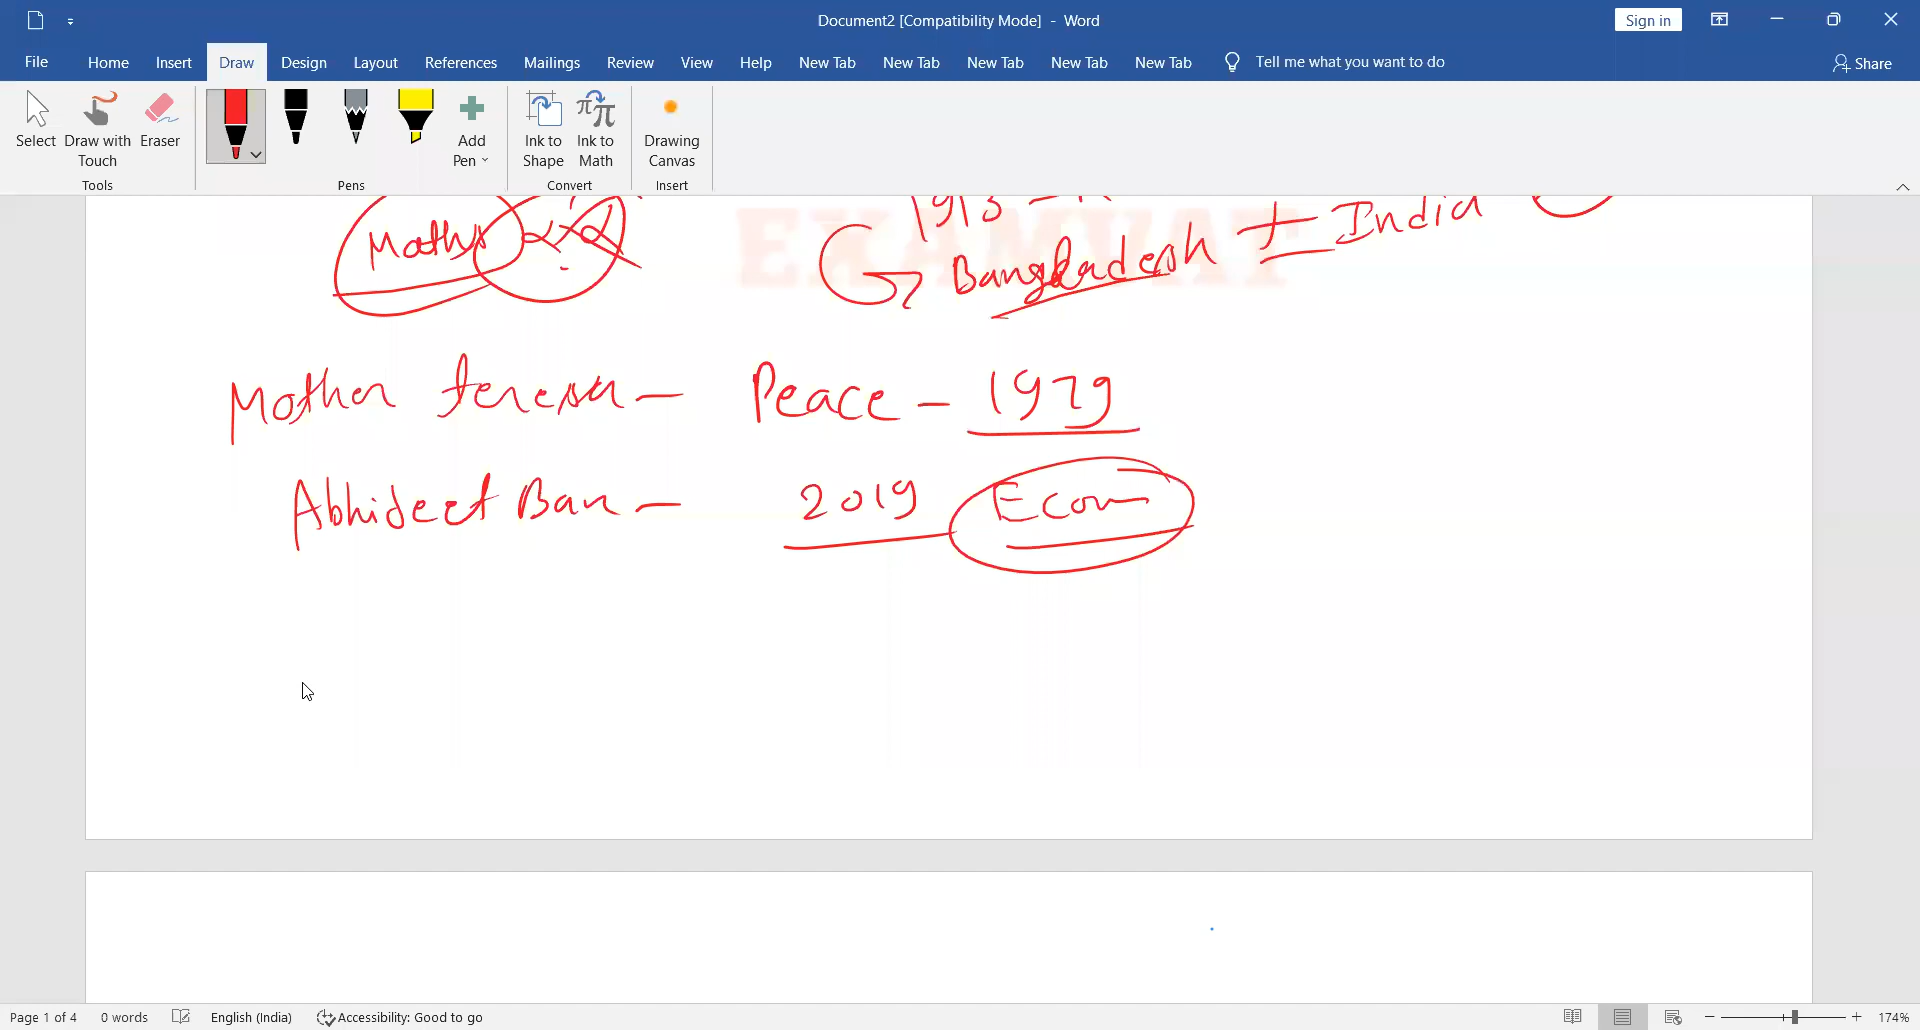 Document2 [Compatibility Mode] - Word
Sign in
File Home Insert Draw Design Layout References Mailings Review View Help New Tab New Tab New Tab New Tab New Tab Tell me what you want to do Share
Select Draw with Touch Eraser Add Pen Ink to Shape Ink to Math Drawing Canvas
Tools Pens Convert Insert
EXAMVAT
1913
Maths
Bangladesh + India
Mother teresa - Peace - 1979
Abhideet Ban - 2019 Econ
Page 1 of 4 0 words English (India) Accessibility: Good to go 174%